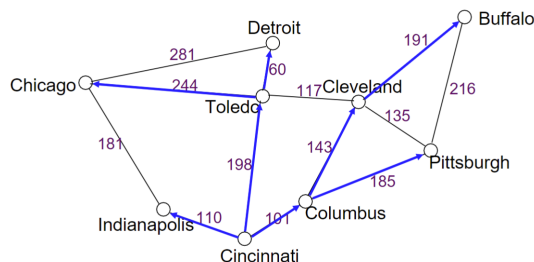 Detroit
Buffalo
281
191
Chicago
244
60
Cleveland
117
Toledo
135
216
181
143
198
Pittsburgh
185
Indianapolis
110
101
Columbus
Cincinnati